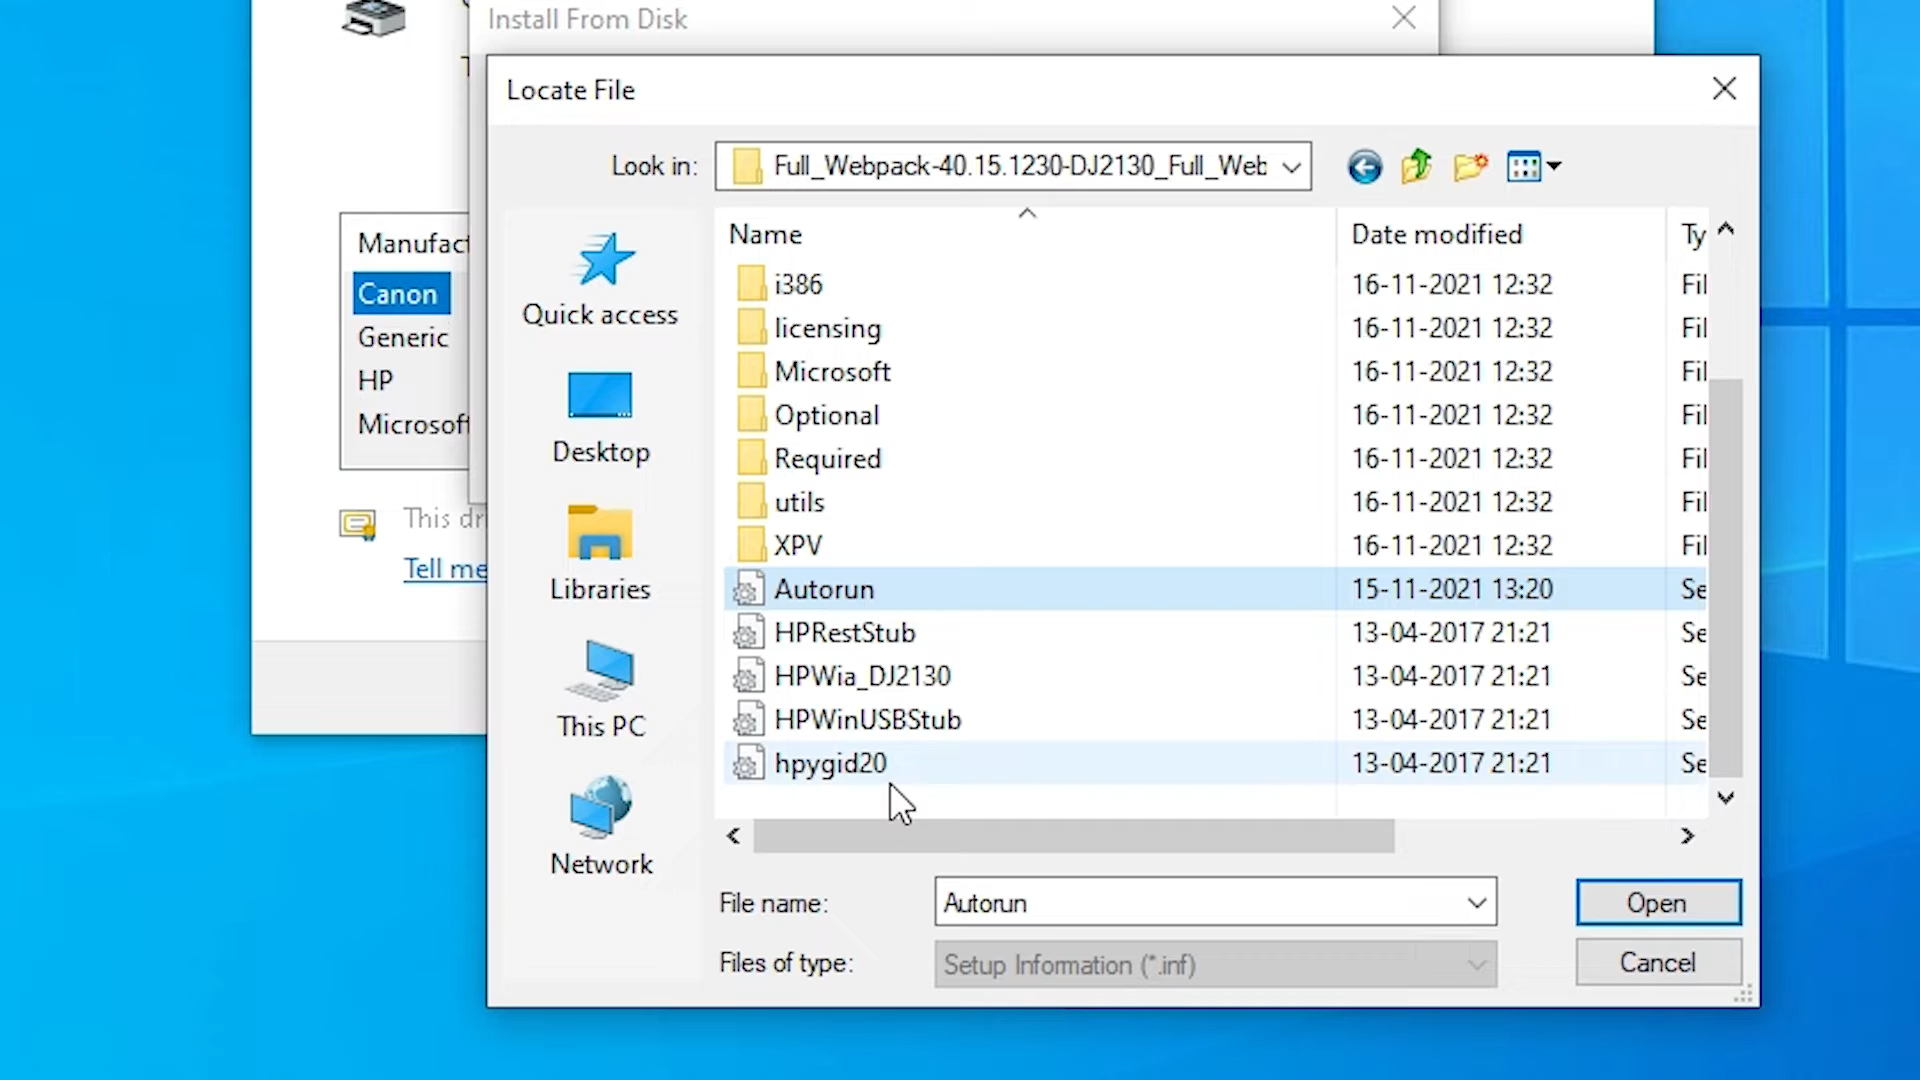 Install From Disk
Locate File
Look in:
Full_Webpack-40.15.1230-DJ2130_Full_Web
Manufact
Canon
Generic
HP
Microsoft
This dri
Tell me
Quick access
Desktop
Libraries
This PC
Network
Name Date modified Ty
i386 16-11-2021 12:32 Fil
licensing 16-11-2021 12:32 Fil
Microsoft 16-11-2021 12:32 Fil
Optional 16-11-2021 12:32 Fil
Required 16-11-2021 12:32 Fil
utils 16-11-2021 12:32 Fil
XPV 16-11-2021 12:32 Fil
Autorun 15-11-2021 13:20 Se
HPRestStub 13-04-2017 21:21 Se
HPWia_DJ2130 13-04-2017 21:21 Se
HPWinUSBStub 13-04-2017 21:21 Se
hpygid20 13-04-2017 21:21 Se
File name: Autorun Open
Files of type: Setup Information (*.inf) Cancel